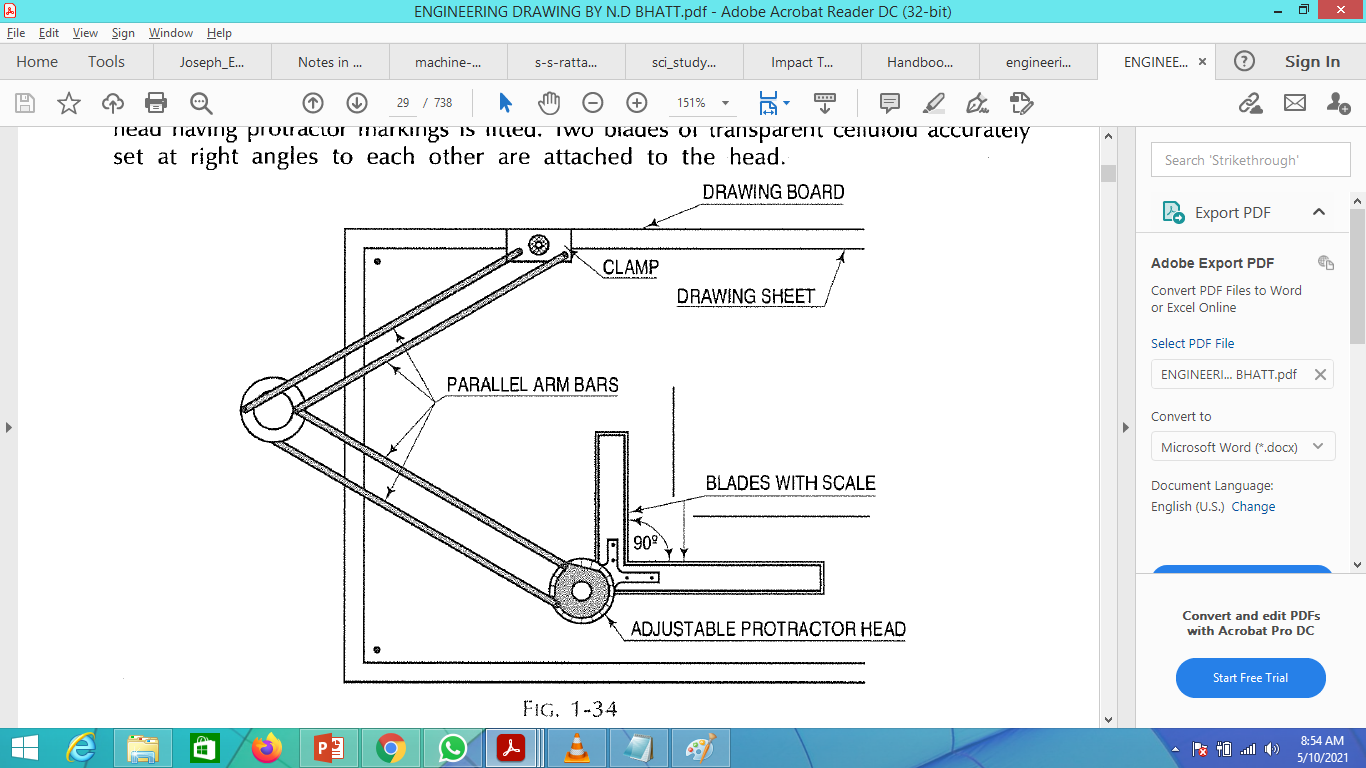 ENGINEERING DRAWING BY N.D BHATT.pdf - Adobe Acrobat Reader DC (32-bit)
File Edit View Sign Window Help
Home Tools Joseph_E... Notes in ... machine-... s-s-ratta... sci_study... Impact T... Handboo... engineeri... ENGINEE... Sign In
29 / 738 151%
head having protractor markings is fitted. Two blades of transparent celluloid accurately
set at right angles to each other are attached to the head.
DRAWING BOARD
CLAMP
DRAWING SHEET
PARALLEL ARM BARS
BLADES WITH SCALE
90º
ADJUSTABLE PROTRACTOR HEAD
FIG. 1-34
Search 'Strikethrough'
Export PDF
Adobe Export PDF
Convert PDF Files to Word
or Excel Online
Select PDF File
ENGINEERI... BHATT.pdf
Convert to
Microsoft Word (*.docx)
Document Language:
English (U.S.) Change
Convert and edit PDFs
with Acrobat Pro DC
Start Free Trial
8:54 AM
5/10/2021